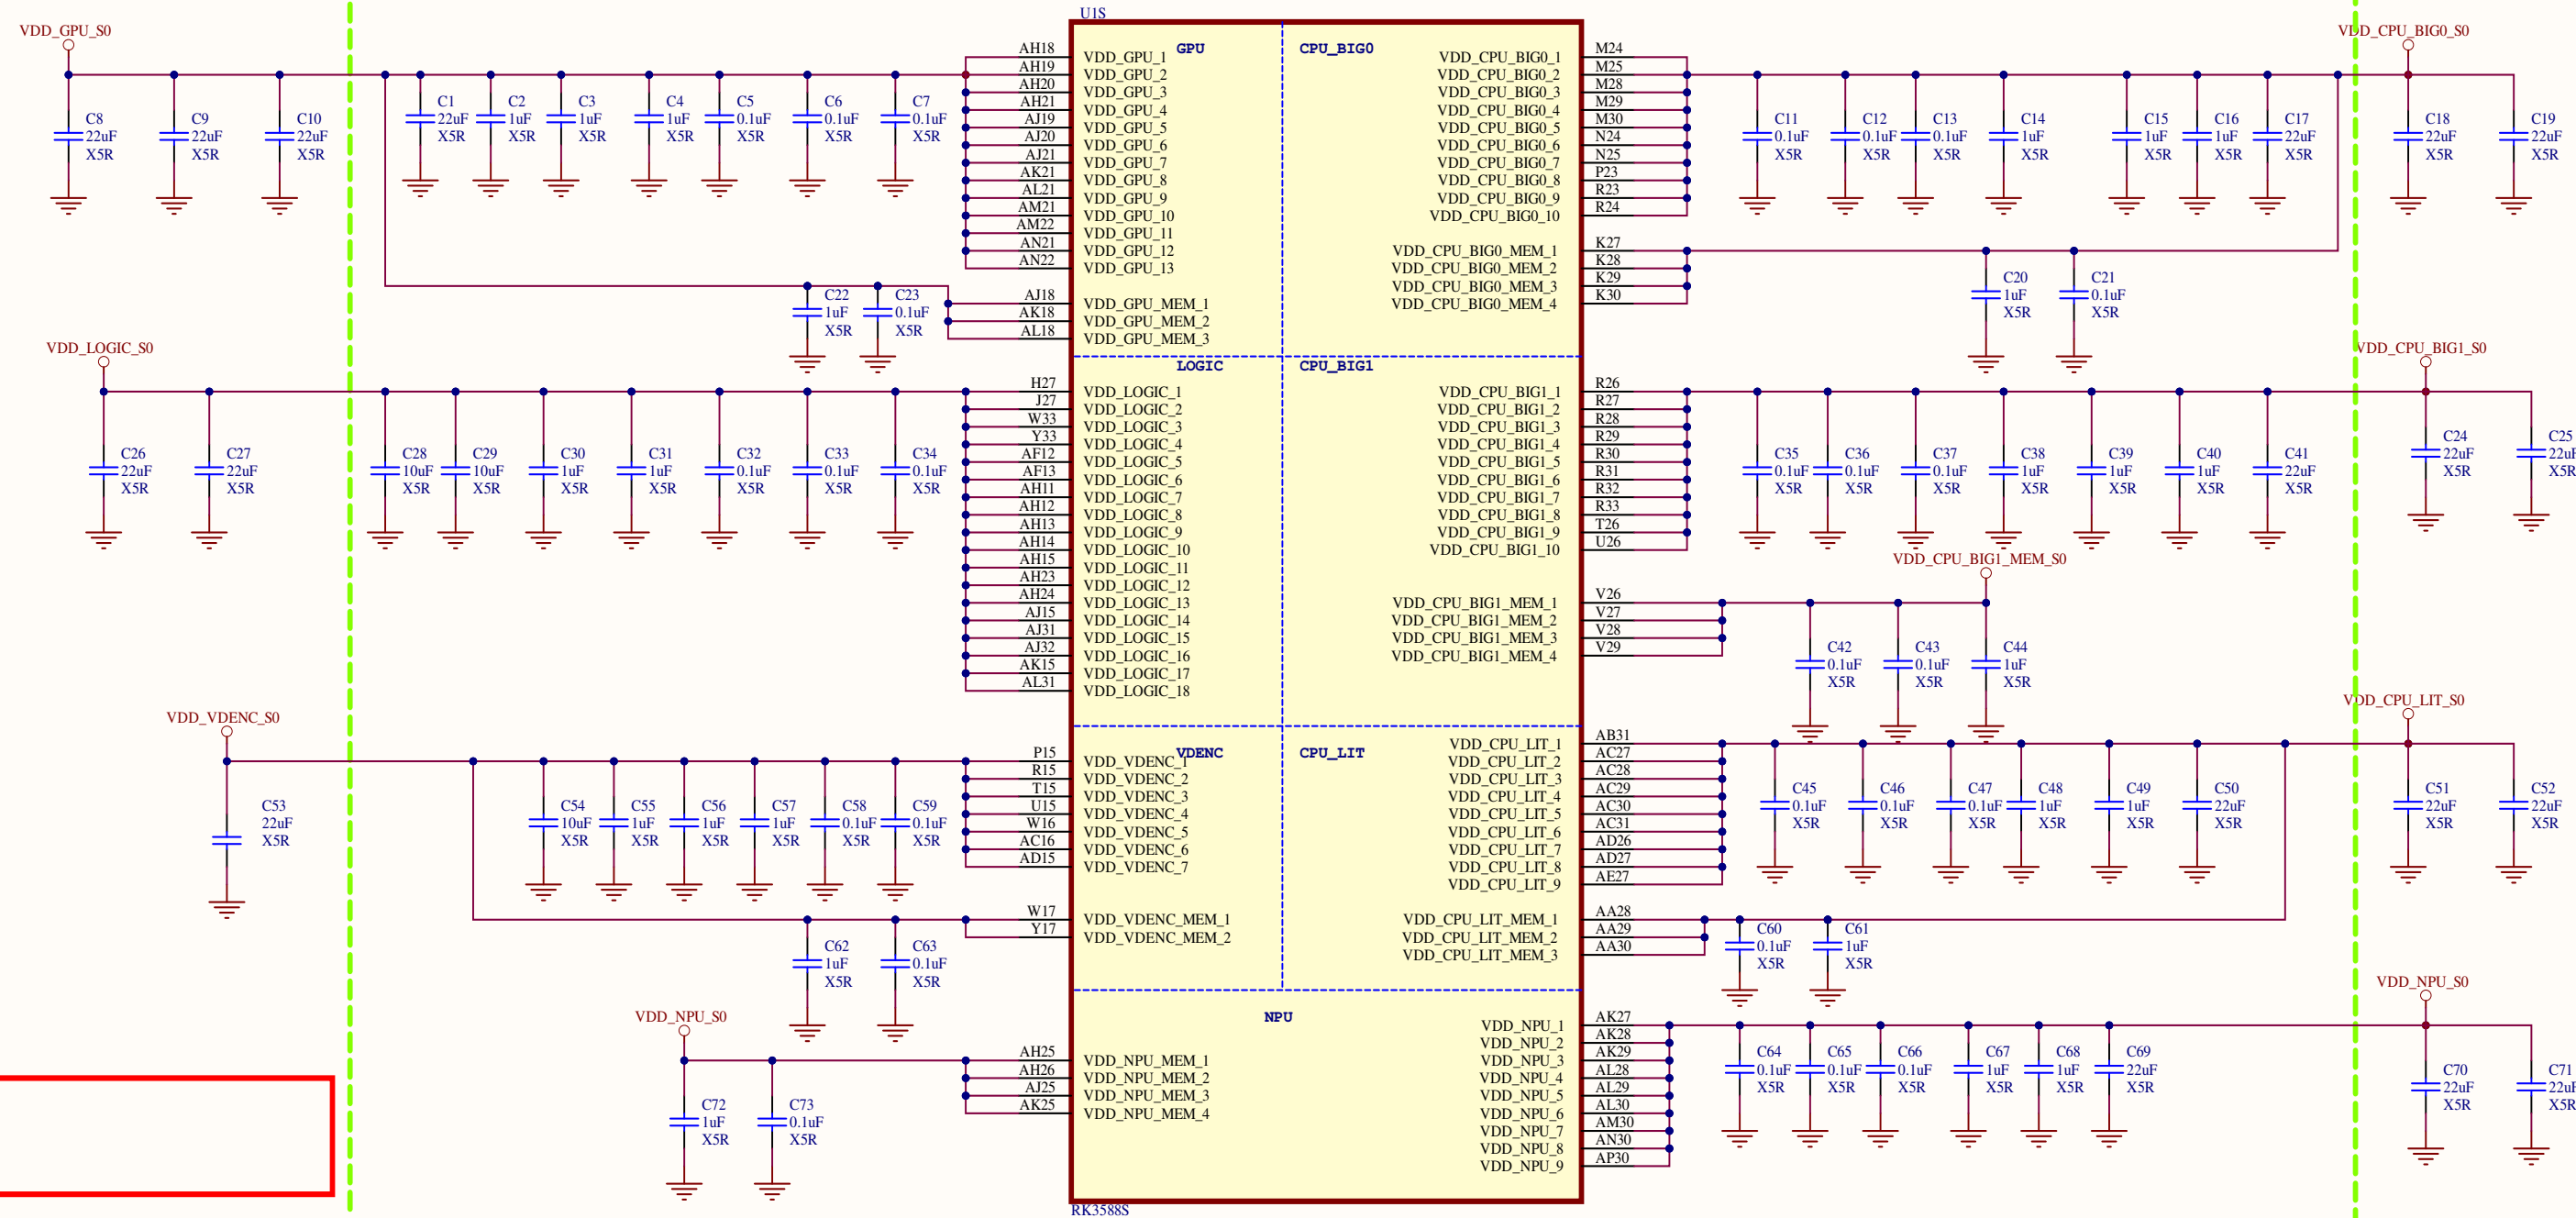 U1S
VDD_GPU_S0
C8
22uF
X5R
C9
22uF
X5R
C10
22uF
X5R
C1
22uF
X5R
C2
1uF
X5R
C3
1uF
X5R
C4
1uF
X5R
C5
0.1uF
X5R
C6
0.1uF
X5R
C7
0.1uF
X5R
GPU
AH18 VDD_GPU_1
AH19 VDD_GPU_2
AH20 VDD_GPU_3
AH21 VDD_GPU_4
AJ19 VDD_GPU_5
AJ20 VDD_GPU_6
AJ21 VDD_GPU_7
AK21 VDD_GPU_8
AL21 VDD_GPU_9
AM21 VDD_GPU_10
AM22 VDD_GPU_11
AN21 VDD_GPU_12
AN22 VDD_GPU_13
C22
1uF
X5R
C23
0.1uF
X5R
AJ18 VDD_GPU_MEM_1
AK18 VDD_GPU_MEM_2
AL18 VDD_GPU_MEM_3
CPU_BIG0
VDD_CPU_BIG0_1 M24
VDD_CPU_BIG0_2 M25
VDD_CPU_BIG0_3 M28
VDD_CPU_BIG0_4 M29
VDD_CPU_BIG0_5 M30
VDD_CPU_BIG0_6 N24
VDD_CPU_BIG0_7 N25
VDD_CPU_BIG0_8 P23
VDD_CPU_BIG0_9 R23
VDD_CPU_BIG0_10 R24
VDD_CPU_BIG0_MEM_1 K27
VDD_CPU_BIG0_MEM_2 K28
VDD_CPU_BIG0_MEM_3 K29
VDD_CPU_BIG0_MEM_4 K30
C11
0.1uF
X5R
C12
0.1uF
X5R
C13
0.1uF
X5R
C14
1uF
X5R
C15
1uF
X5R
C16
1uF
X5R
C17
22uF
X5R
VDD_CPU_BIG0_S0
C18
22uF
X5R
C19
22uF
X5R
C20
1uF
X5R
C21
0.1uF
X5R
VDD_LOGIC_S0
C26
22uF
X5R
C27
22uF
X5R
C28
10uF
X5R
C29
10uF
X5R
C30
1uF
X5R
C31
1uF
X5R
C32
0.1uF
X5R
C33
0.1uF
X5R
C34
0.1uF
X5R
LOGIC
H27 VDD_LOGIC_1
J27 VDD_LOGIC_2
W33 VDD_LOGIC_3
Y33 VDD_LOGIC_4
AF12 VDD_LOGIC_5
AF13 VDD_LOGIC_6
AH11 VDD_LOGIC_7
AH12 VDD_LOGIC_8
AH13 VDD_LOGIC_9
AH14 VDD_LOGIC_10
AH15 VDD_LOGIC_11
AH23 VDD_LOGIC_12
AH24 VDD_LOGIC_13
AJ15 VDD_LOGIC_14
AJ31 VDD_LOGIC_15
AJ32 VDD_LOGIC_16
AK15 VDD_LOGIC_17
AL31 VDD_LOGIC_18
CPU_BIG1
VDD_CPU_BIG1_1 R26
VDD_CPU_BIG1_2 R27
VDD_CPU_BIG1_3 R28
VDD_CPU_BIG1_4 R29
VDD_CPU_BIG1_5 R30
VDD_CPU_BIG1_6 R31
VDD_CPU_BIG1_7 R32
VDD_CPU_BIG1_8 R33
VDD_CPU_BIG1_9 T26
VDD_CPU_BIG1_10 U26
VDD_CPU_BIG1_MEM_1 V26
VDD_CPU_BIG1_MEM_2 V27
VDD_CPU_BIG1_MEM_3 V28
VDD_CPU_BIG1_MEM_4 V29
C35
0.1uF
X5R
C36
0.1uF
X5R
C37
0.1uF
X5R
C38
1uF
X5R
C39
1uF
X5R
C40
1uF
X5R
C41
22uF
X5R
VDD_CPU_BIG1_S0
C24
22uF
X5R
C25
22uF
X5R
VDD_CPU_BIG1_MEM_S0
C42
0.1uF
X5R
C43
0.1uF
X5R
C44
1uF
X5R
VDD_VDENC_S0
C53
22uF
X5R
C54
10uF
X5R
C55
1uF
X5R
C56
1uF
X5R
C57
1uF
X5R
C58
0.1uF
X5R
C59
0.1uF
X5R
VDENC
P15 VDD_VDENC_1
R15 VDD_VDENC_2
T15 VDD_VDENC_3
U15 VDD_VDENC_4
W16 VDD_VDENC_5
AC16 VDD_VDENC_6
AD15 VDD_VDENC_7
C62
1uF
X5R
C63
0.1uF
X5R
W17 VDD_VDENC_MEM_1
Y17 VDD_VDENC_MEM_2
CPU_LIT
VDD_CPU_LIT_1 AB31
VDD_CPU_LIT_2 AC27
VDD_CPU_LIT_3 AC28
VDD_CPU_LIT_4 AC29
VDD_CPU_LIT_5 AC30
VDD_CPU_LIT_6 AC31
VDD_CPU_LIT_7 AD26
VDD_CPU_LIT_8 AD27
VDD_CPU_LIT_9 AE27
VDD_CPU_LIT_MEM_1 AA28
VDD_CPU_LIT_MEM_2 AA29
VDD_CPU_LIT_MEM_3 AA30
C45
0.1uF
X5R
C46
0.1uF
X5R
C47
0.1uF
X5R
C48
1uF
X5R
C49
1uF
X5R
C50
22uF
X5R
VDD_CPU_LIT_S0
C51
22uF
X5R
C52
22uF
X5R
C60
0.1uF
X5R
C61
1uF
X5R
VDD_NPU_S0
C72
1uF
X5R
C73
0.1uF
X5R
NPU
AH25 VDD_NPU_MEM_1
AH26 VDD_NPU_MEM_2
AJ25 VDD_NPU_MEM_3
AK25 VDD_NPU_MEM_4
VDD_NPU_1 AK27
VDD_NPU_2 AK28
VDD_NPU_3 AK29
VDD_NPU_4 AL28
VDD_NPU_5 AL29
VDD_NPU_6 AL30
VDD_NPU_7 AM30
VDD_NPU_8 AN30
VDD_NPU_9 AP30
C64
0.1uF
X5R
C65
0.1uF
X5R
C66
0.1uF
X5R
C67
1uF
X5R
C68
1uF
X5R
C69
22uF
X5R
VDD_NPU_S0
C70
22uF
X5R
C71
22uF
X5R
RK3588S